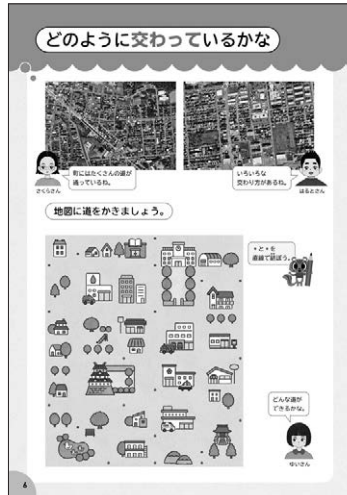 どのように交わっているかな
町にはたくさんの道が
通っているね。
さくらさん
いろいろな
交わり方があるね。
はるとさん
地図に道をかきましょう。
・と・を
直線で結ぼう。
どんな道が
できるかな。
ゆいさん
6